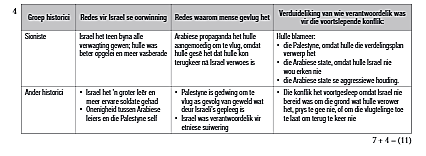 4
Groep historici
Redes vir Israel se oorwinning
Redes waarom mense gevlug het
Verduideliking van wie verantwoordelik was
vir die voortslepende konflik:
Sioniste
Israel het teen byna alle
verwagting gewen; hulle was
beter opgelei en meer vasberade
Arabiese propaganda het hulle
aangemoedig om te vlug, omdat
hulle gesê het dat hulle kon
terugkeer ná Israel verwoes is
Hulle blameer:
• die Palestyne, omdat hulle die verdelingsplan
verwerp het
• die Arabiese state, omdat hulle Israel nie
wou erken nie
• die Arabiese state se aggressiewe houding.
Ander historici
• Israel het 'n groter leër en
meer ervare soldate gehad
• Onenigheid tussen Arabiese
leiers en die Palestyne self
• Palestyne is gedwing om te
vlug as gevolg van geweld wat
deur Israel's gepleeg is
• Israel was verantwoordelik vir
etniese suiwering
• Die konflik het voortgesleep omdat Israel nie
bereid was om die grond wat hulle verower
het, prys te gee nie, of om die vlugtelinge toe
te laat om terug te keer nie
7 + 4 – (11)